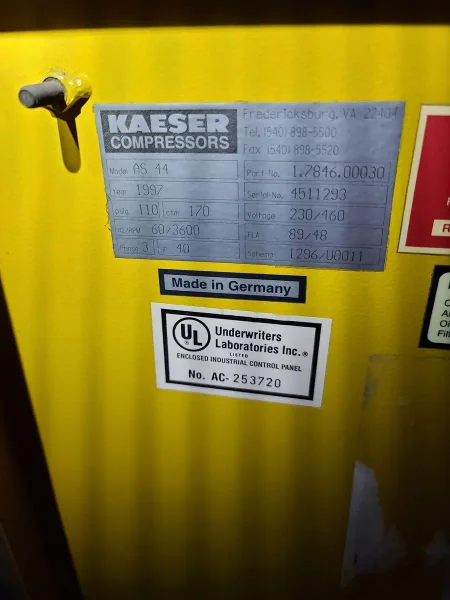 KAESER
COMPRESSORS
Fredericksburg, VA 22404
Tel. (540) 898-5500
Fax (540) 898-5520
Model AS 44
Part No. 1.7846.00030
Year 1997
Serial-No. 4511293
psig 110 cfm 170
Voltage 230/460
Hz/RPM 60/3600
FLA 89/48
Phase 3 HP 40
Schema 1296/U0011
Made in Germany
UL
Underwriters
Laboratories Inc.®
LISTED
ENCLOSED INDUSTRIAL CONTROL PANEL
No. AC-253720
R
Oi
Filt